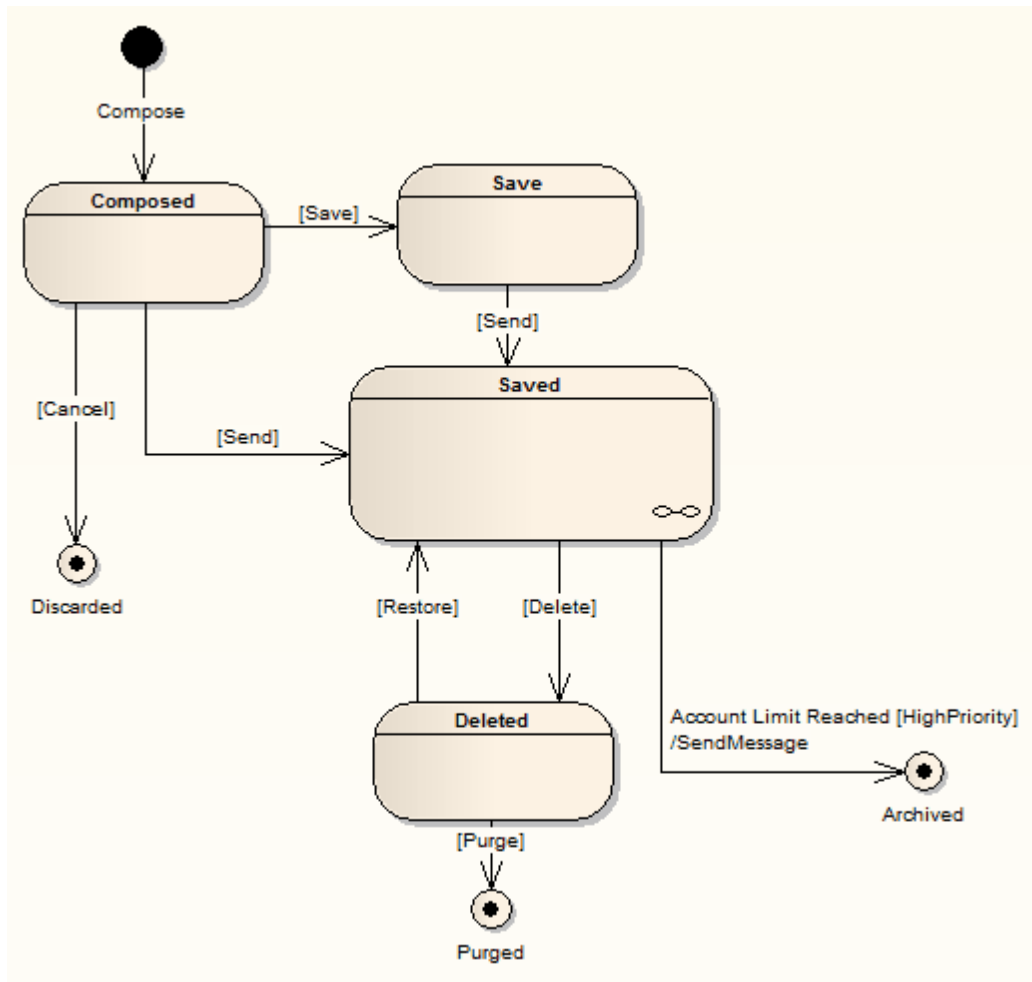 Compose
Composed
Save
[Save]
[Send]
Saved
[Cancel]
[Send]
Discarded
[Restore]
[Delete]
Deleted
Account Limit Reached [HighPriority]
/SendMessage
Archived
[Purge]
Purged